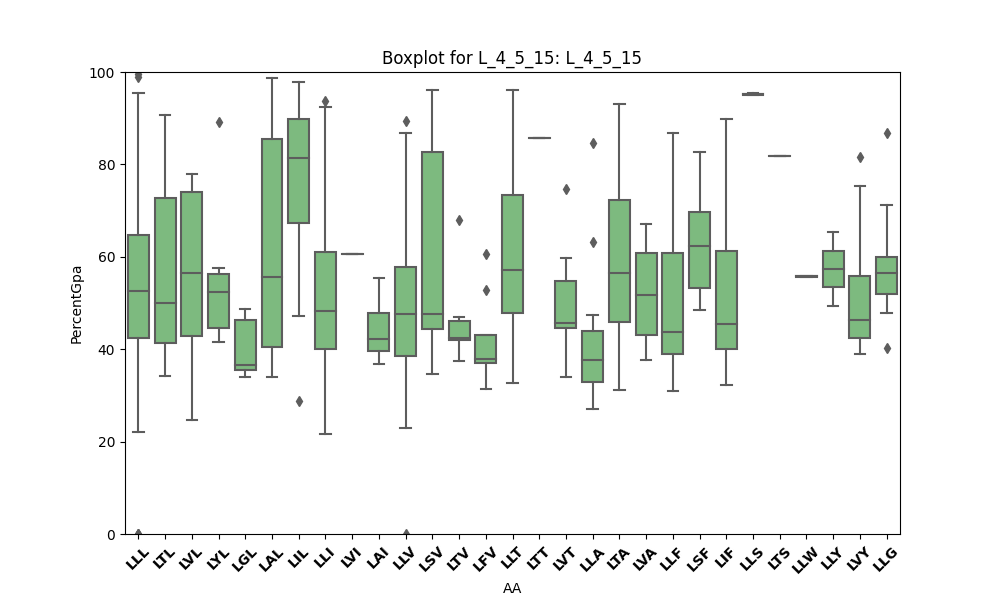 Boxplot for L_4_5_15: L_4_5_15
PercentGpa
100
80
60
40
20
0
LLL LTL LVL LYL LGL LAL LIL LLI LVI LAI LLV LSV LTV LFV LLT LTT LVT LLA LTA LVA LLF LSF LIF LLS LTS LLW LLY LVY LLG
AA